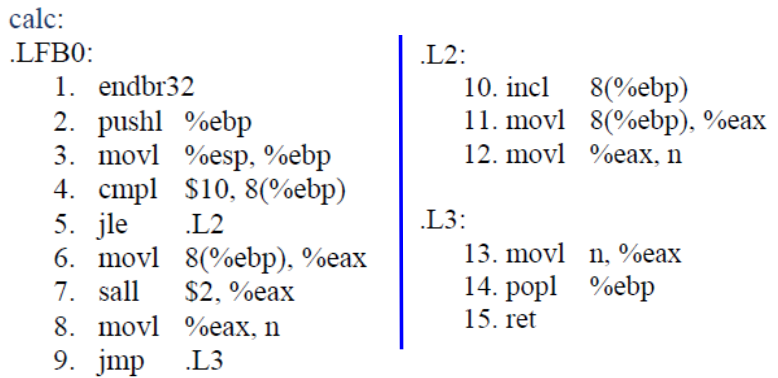 calc:
.LFB0:
1. endbr32
2. pushl %ebp
3. movl %esp, %ebp
4. cmpl $10, 8(%ebp)
5. jle .L2
6. movl 8(%ebp), %eax
7. sall $2, %eax
8. movl %eax, n
9. jmp .L3
.L2:
10. incl 8(%ebp)
11. movl 8(%ebp), %eax
12. movl %eax, n
.L3:
13. movl n, %eax
14. popl %ebp
15. ret